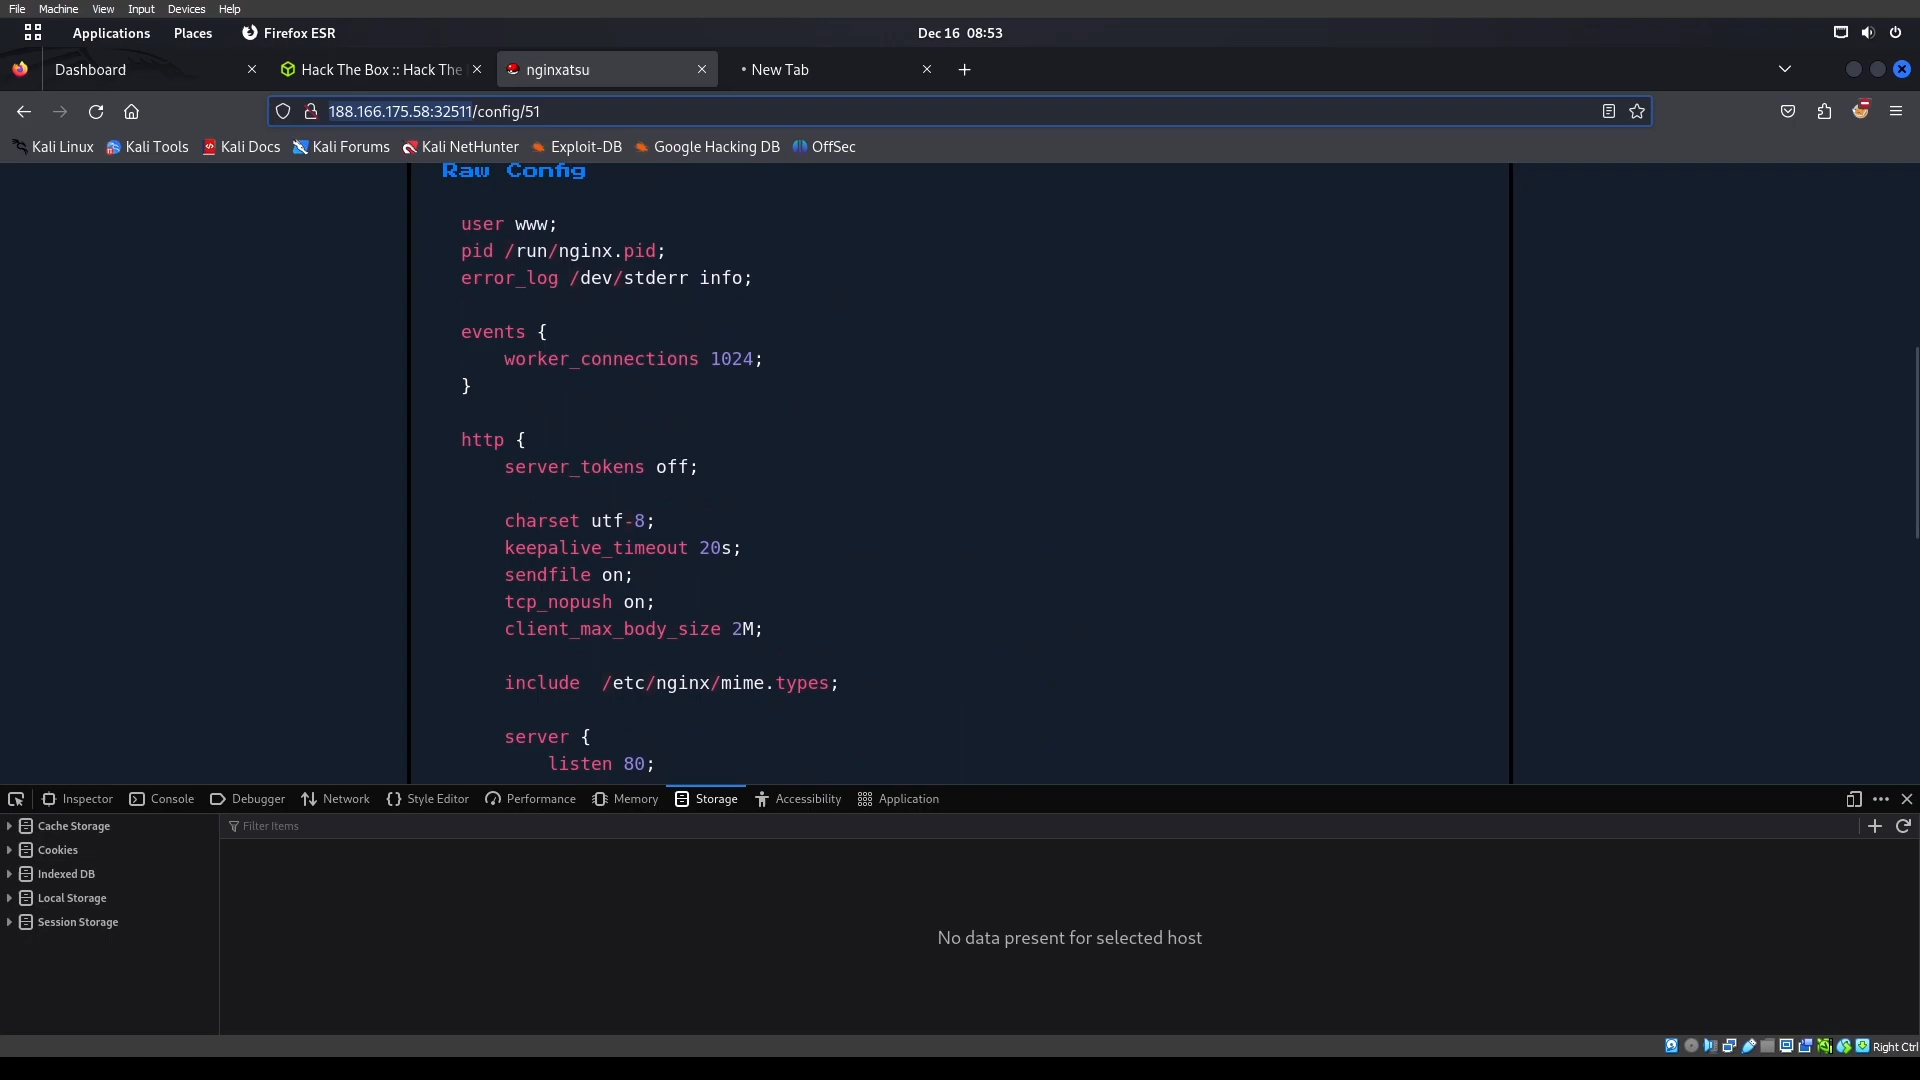 File Machine View Input Devices Help
Applications Places Firefox ESR Dec 16 08:53
Dashboard Hack The Box :: Hack The nginxatsu • New Tab
188.166.175.58:32511/config/51
Kali Linux Kali Tools Kali Docs Kali Forums Kali NetHunter Exploit-DB Google Hacking DB OffSec
Raw Config
user www;
pid /run/nginx.pid;
error_log /dev/stderr info;
events {
worker_connections 1024;
}
http {
server_tokens off;
charset utf-8;
keepalive_timeout 20s;
sendfile on;
tcp_nopush on;
client_max_body_size 2M;
include /etc/nginx/mime.types;
server {
listen 80;
Inspector Console Debugger Network Style Editor Performance Memory Storage Accessibility Application
Cache Storage
Filter Items
Cookies
Indexed DB
Local Storage
Session Storage
No data present for selected host
Right Ctrl